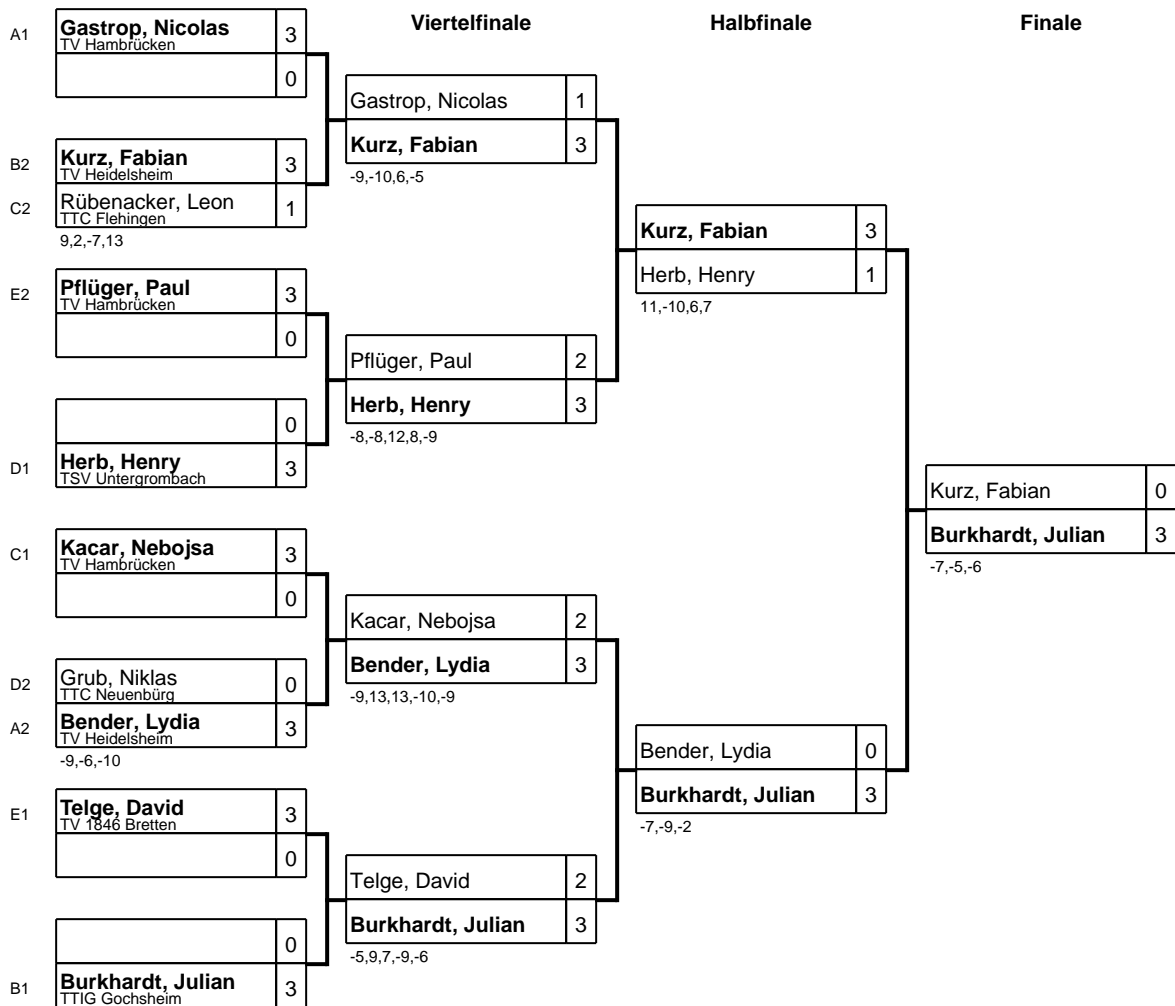 Viertelfinale
Halbfinale
Finale
A1
Gastrop, Nicolas 3
TV Hambrücken
0
B2
Kurz, Fabian 3
TV Heidelsheim
C2
Rübenacker, Leon 1
TTC Flehingen
9,2,-7,13
E2
Pflüger, Paul 3
TV Hambrücken
0
0
D1
Herb, Henry 3
TSV Untergrombach
C1
Kacar, Nebojsa 3
TV Hambrücken
0
D2
Grub, Niklas 0
TTC Neuenbürg
A2
Bender, Lydia 3
TV Heidelsheim
-9,-6,-10
E1
Telge, David 3
TV 1846 Bretten
0
0
B1
Burkhardt, Julian 3
TTIG Gochsheim
Gastrop, Nicolas 1
Kurz, Fabian 3
-9,-10,6,-5
Pflüger, Paul 2
Herb, Henry 3
-8,-8,12,8,-9
Kacar, Nebojsa 2
Bender, Lydia 3
-9,13,13,-10,-9
Telge, David 2
Burkhardt, Julian 3
-5,9,7,-9,-6
Kurz, Fabian 3
Herb, Henry 1
11,-10,6,7
Bender, Lydia 0
Burkhardt, Julian 3
-7,-9,-2
Kurz, Fabian 0
Burkhardt, Julian 3
-7,-5,-6